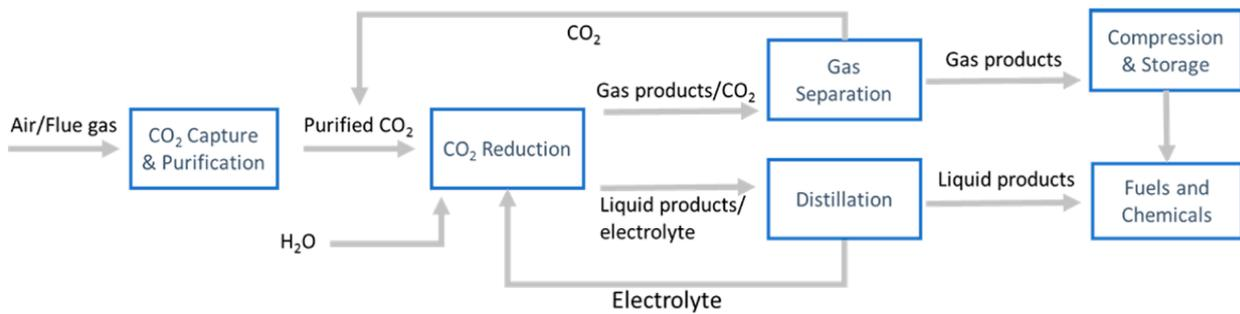 CO₂
Air/Flue gas
CO₂ Capture
& Purification
Purified CO₂
H₂O
CO₂ Reduction
Gas products/CO₂
Liquid products/
electrolyte
Gas
Separation
Distillation
Electrolyte
Gas products
Liquid products
Compression
& Storage
Fuels and
Chemicals